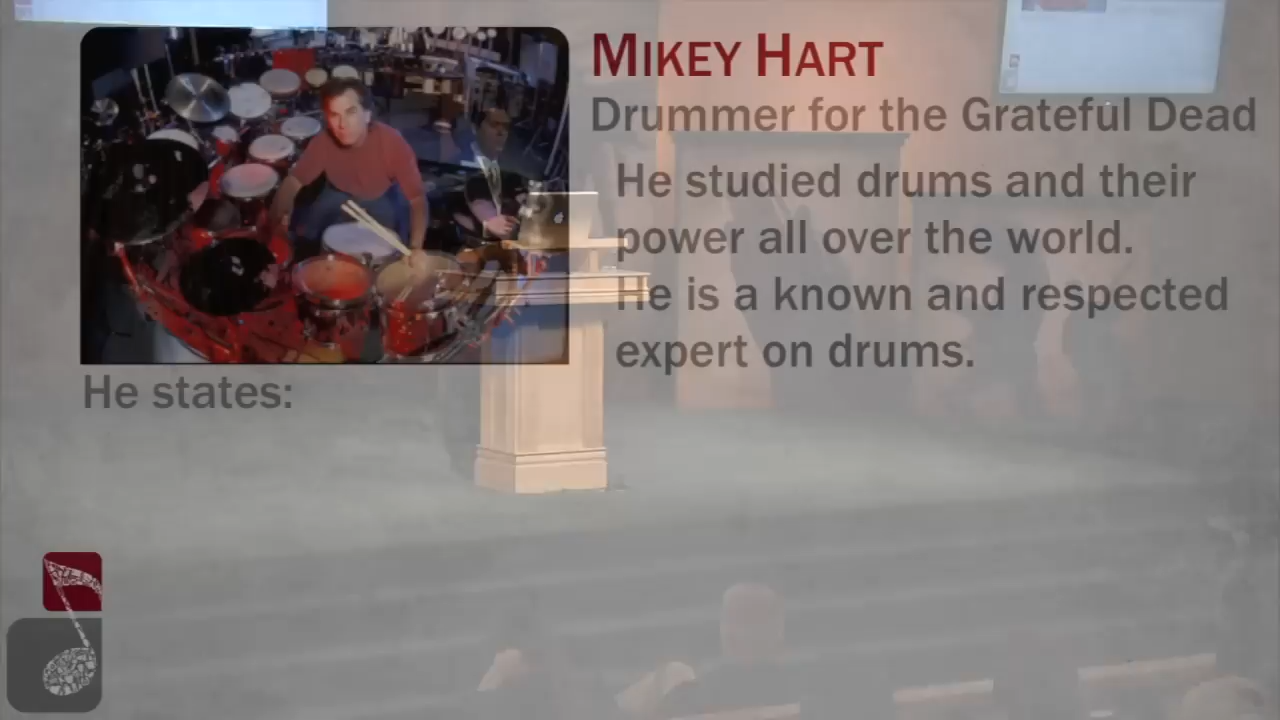 MIKEY HART
Drummer for the Grateful Dead
He studied drums and their
power all over the world.
He is a known and respected
expert on drums.
He states: